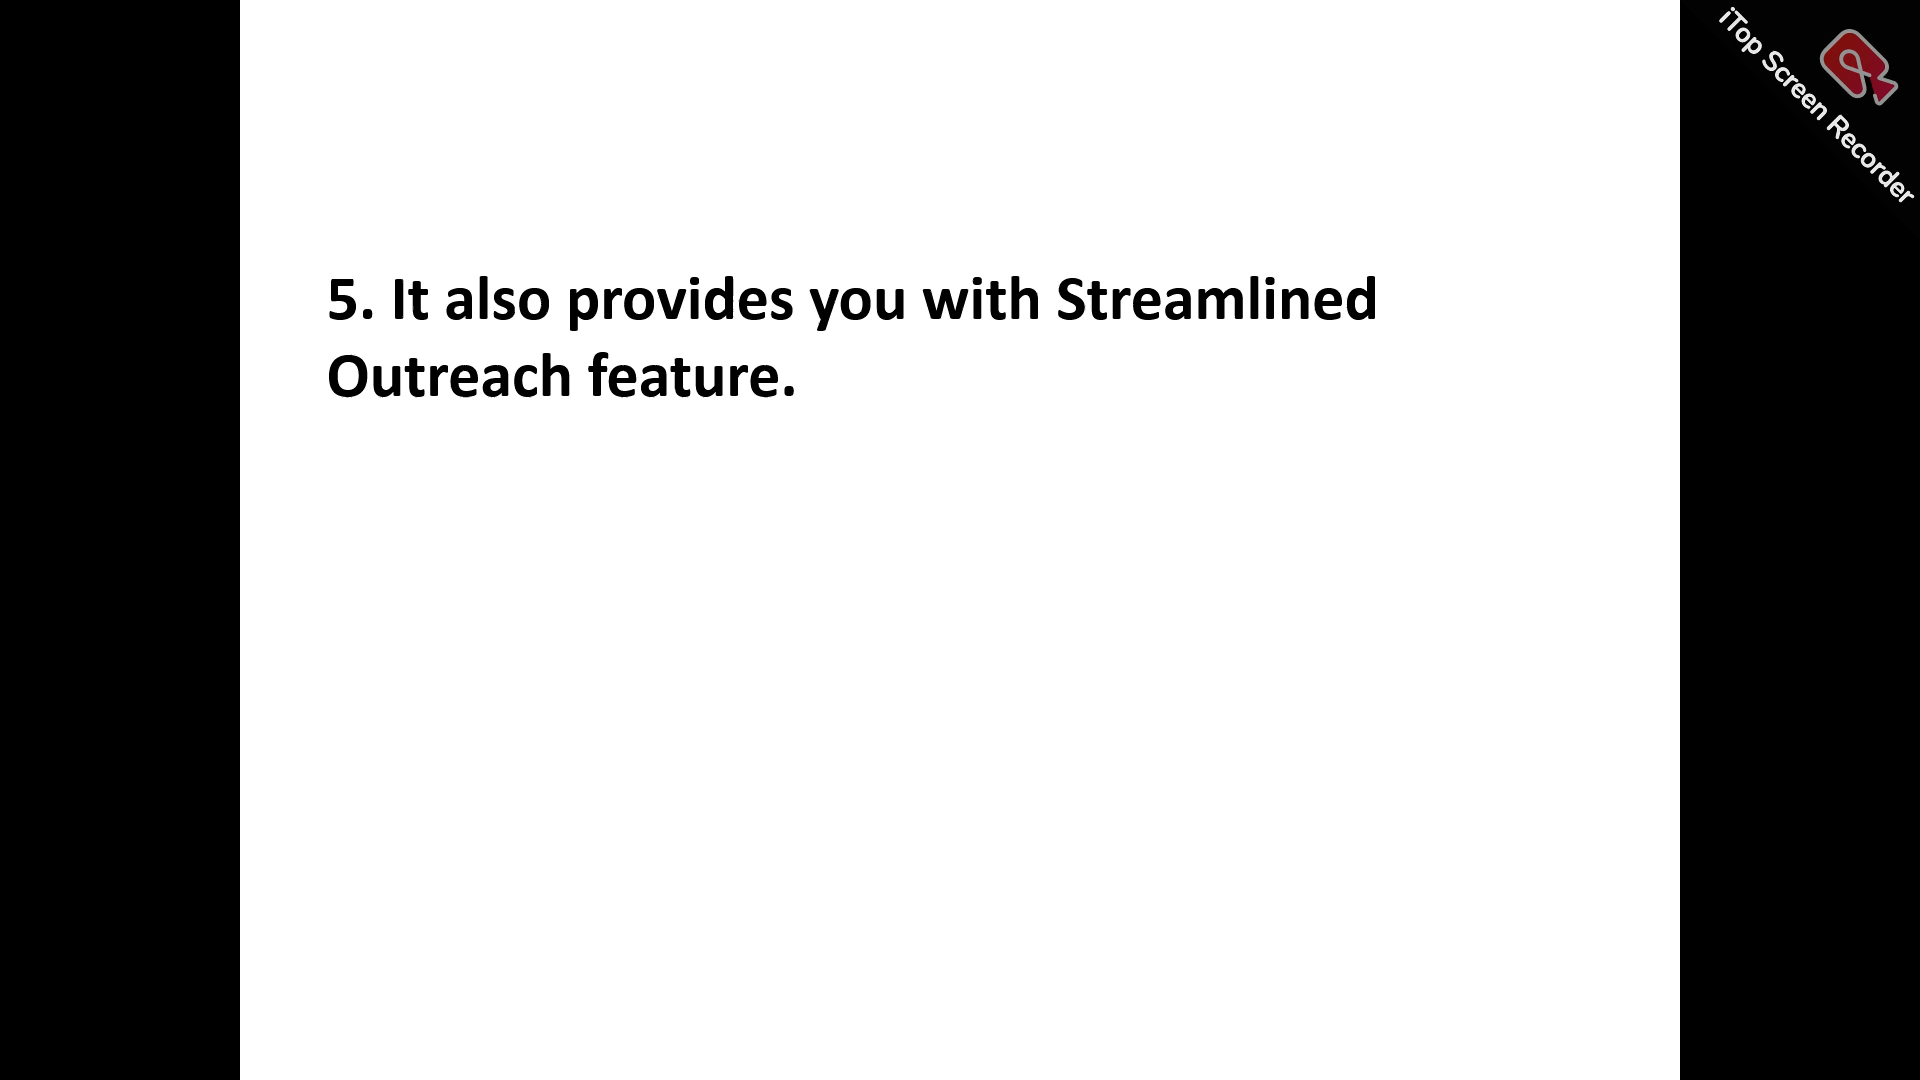 iTop Screen Recorder
5. It also provides you with Streamlined
Outreach feature.